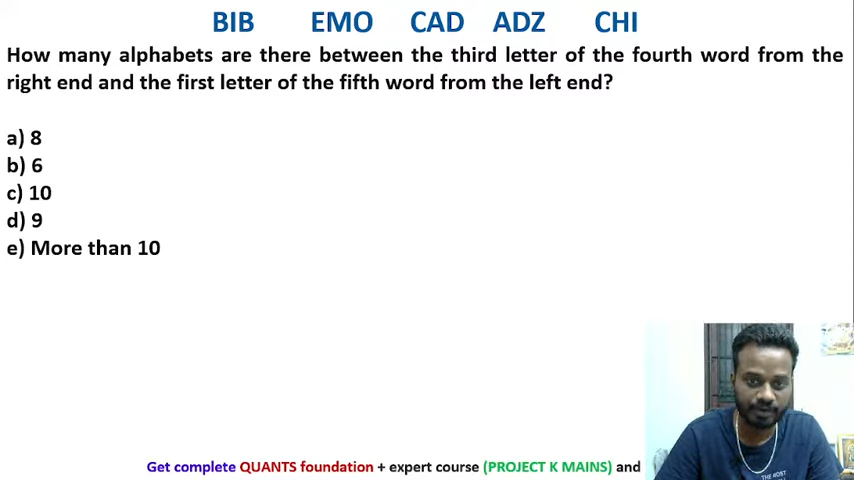 BIB EMO CAD ADZ CHI
How many alphabets are there between the third letter of the fourth word from the
right end and the first letter of the fifth word from the left end?
a) 8
b) 6
c) 10
d) 9
e) More than 10
THE MOST
Get complete QUANTS foundation + expert course (PROJECT K MAINS) and